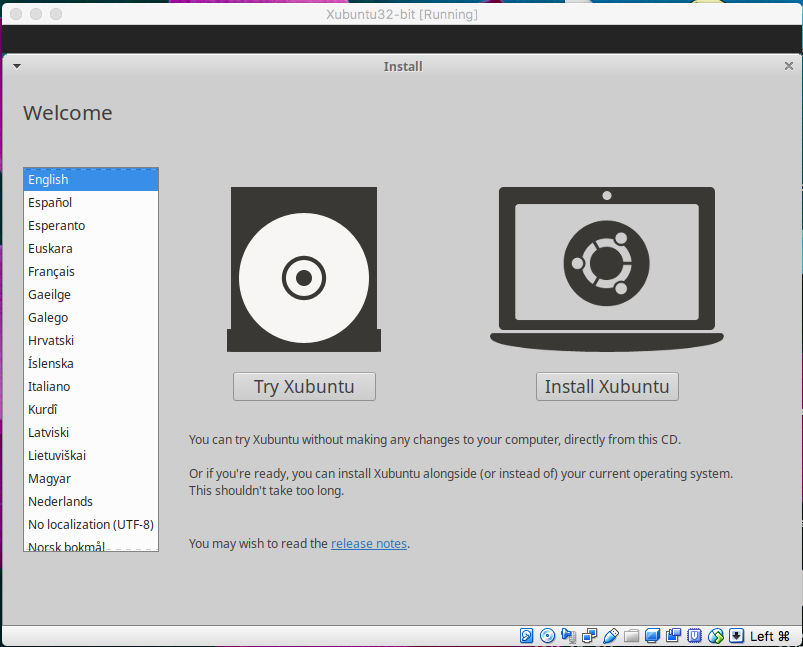 Xubuntu32-bit [Running]
Install
Welcome
English
Español
Esperanto
Euskara
Français
Gaeilge
Galego
Hrvatski
Íslenska
Italiano
Kurdî
Latviski
Lietuviškai
Magyar
Nederlands
No localization (UTF-8)
Norsk bokmål
Try Xubuntu
Install Xubuntu
You can try Xubuntu without making any changes to your computer, directly from this CD.
Or if you're ready, you can install Xubuntu alongside (or instead of) your current operating system.
This shouldn't take too long.
You may wish to read the release notes.
Left ⌘